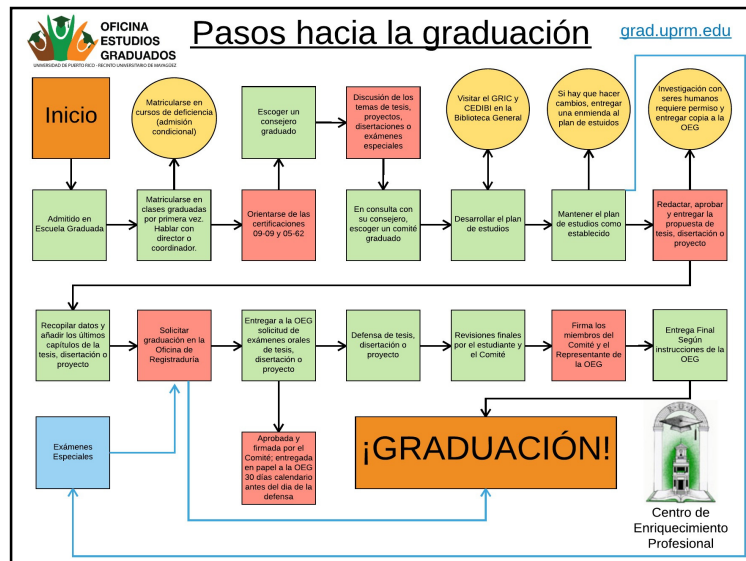 OFICINA
ESTUDIOS
GRADUADOS
UNIVERSIDAD DE PUERTO RICO - RECINTO UNIVERSITARIO DE MAYAGÜEZ
Pasos hacia la graduación
grad.uprm.edu
Inicio
Matricularse en
cursos de deficiencia
(admisión
condicional)
Escoger un
consejero
graduado
Discusión de los
temas de tesis,
proyectos,
disertaciones o
exámenes
especiales
Visitar el GRIC y
CEDIBI en la
Biblioteca General
Si hay que hacer
cambios, entregar
una enmienda al
plan de estuidos
Investigación con
seres humanos
requiere permiso y
entregar copia a la
OEG
Admitido en
Escuela Graduada
Matricularse en
clases graduadas
por primera vez.
Hablar con
director o
coordinador.
Orientarse de las
certificaciones
09-09 y 05-62
En consulta con
su consejero,
escoger un comité
graduado
Desarrollar el plan
de estudios
Mantener el plan
de estudios como
establecido
Redactar, aprobar
y entregar la
propuesta de
tesis, disertación o
proyecto
Recopilar datos y
añadir los últimos
capítulos de la
tesis, disertación o
proyecto
Solicitar
graduación en la
Oficina de
Registraduría
Entregar a la OEG
solicitud de
exámenes orales
de tesis,
disertación o
proyecto
Defensa de tesis,
disertación o
proyecto
Revisiones finales
por el estudiante y
el Comité
Firma los
miembros del
Comité y el
Representante de
la OEG
Entrega Final
Según
instrucciones de la
OEG
Exámenes
Especiales
Aprobada y
firmada por el
Comité; entregada
en papel a la OEG
30 días calendario
antes del dia de la
defensa
¡GRADUACIÓN!
R·U·M
Centro de
Enriquecimiento
Profesional